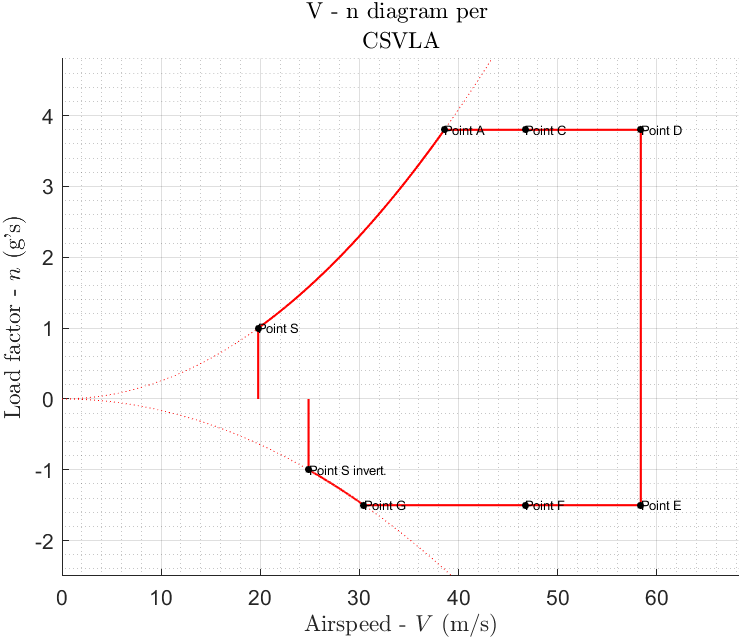 V - n diagram per
CSVLA
Load factor - n (g's)
4
3
2
1
0
-1
-2
Point A
Point C
Point D
Point S
Point S invert.
Point G
Point F
Point E
0 10 20 30 40 50 60
Airspeed - V (m/s)